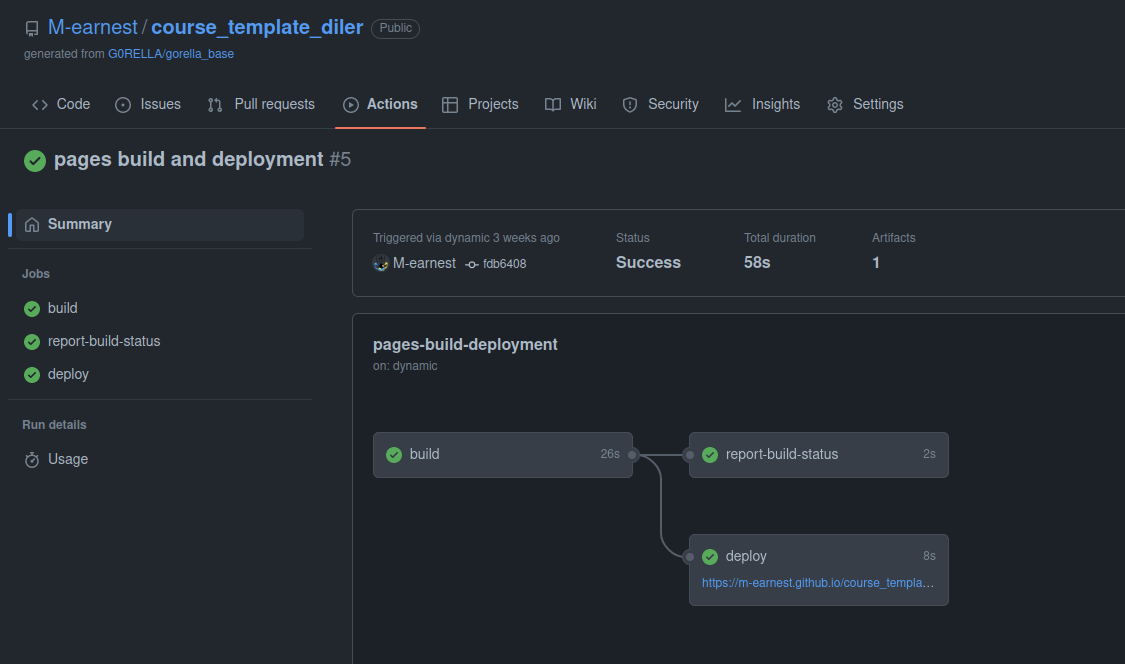 M-earnest / course_template_diler Public
generated from G0RELLA/gorella_base
Code Issues Pull requests Actions Projects Wiki Security Insights Settings
pages build and deployment #5
Summary
Jobs
build
report-build-status
deploy
Run details
Usage
Triggered via dynamic 3 weeks ago
M-earnest fdb6408
Status
Success
Total duration
58s
Artifacts
1
pages-build-deployment
on: dynamic
build 26s
report-build-status 2s
deploy 8s
https://m-earnest.github.io/course_templa…